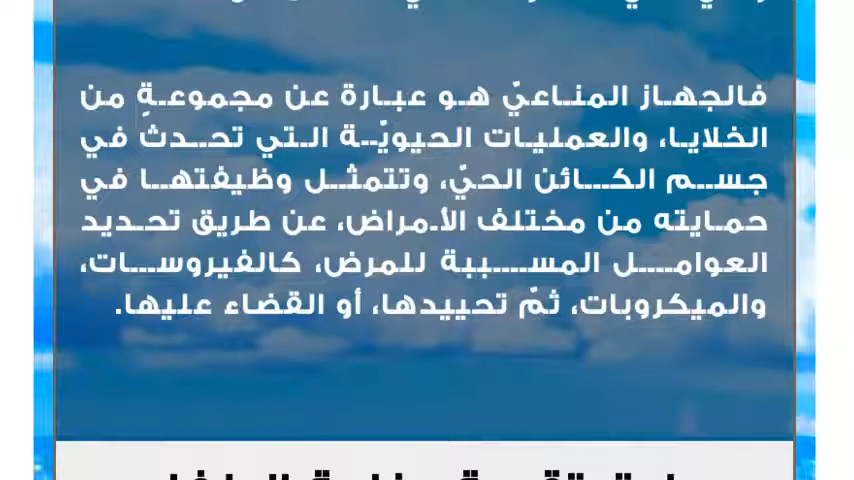 فالجهاز المناعيّ هو عبارة عن مجموعةٍ من
الخلايا، والعمليات الحيويّة التي تحدث في
جسم الكائن الحيّ، وتتمثل وظيفتها في
حمايته من مختلف الأمراض، عن طريق تحديد
العوامل المسببة للمرض، كالفيروسات،
والميكروبات، ثمّ تحييدها، أو القضاء عليها.